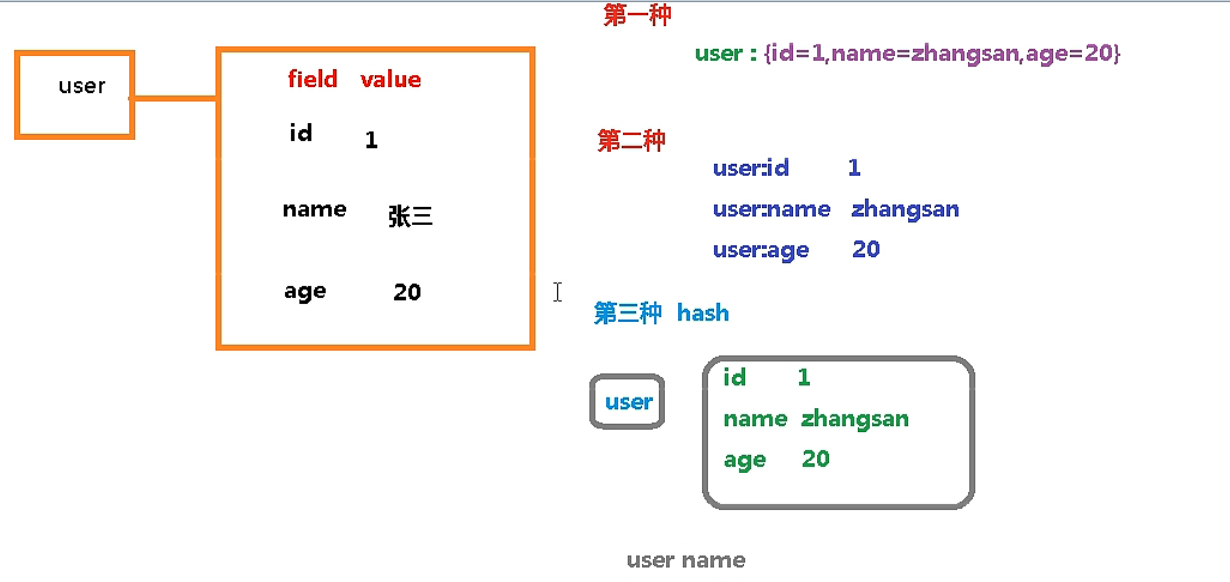 user
field value
id 1
name 张三
age 20
第一种
user : {id=1,name=zhangsan,age=20}
第二种
user:id 1
user:name zhangsan
user:age 20
第三种 hash
user
id 1
name zhangsan
age 20
user name